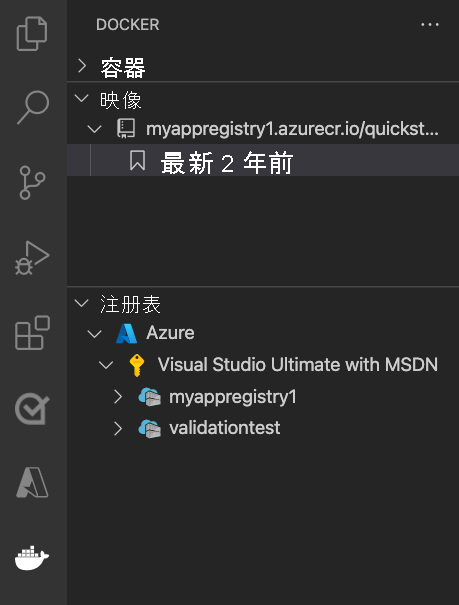 DOCKER
容器
映像
myappregistry1.azurecr.io/quickst...
最新 2 年前
注册表
Azure
Visual Studio Ultimate with MSDN
myappregistry1
validationtest